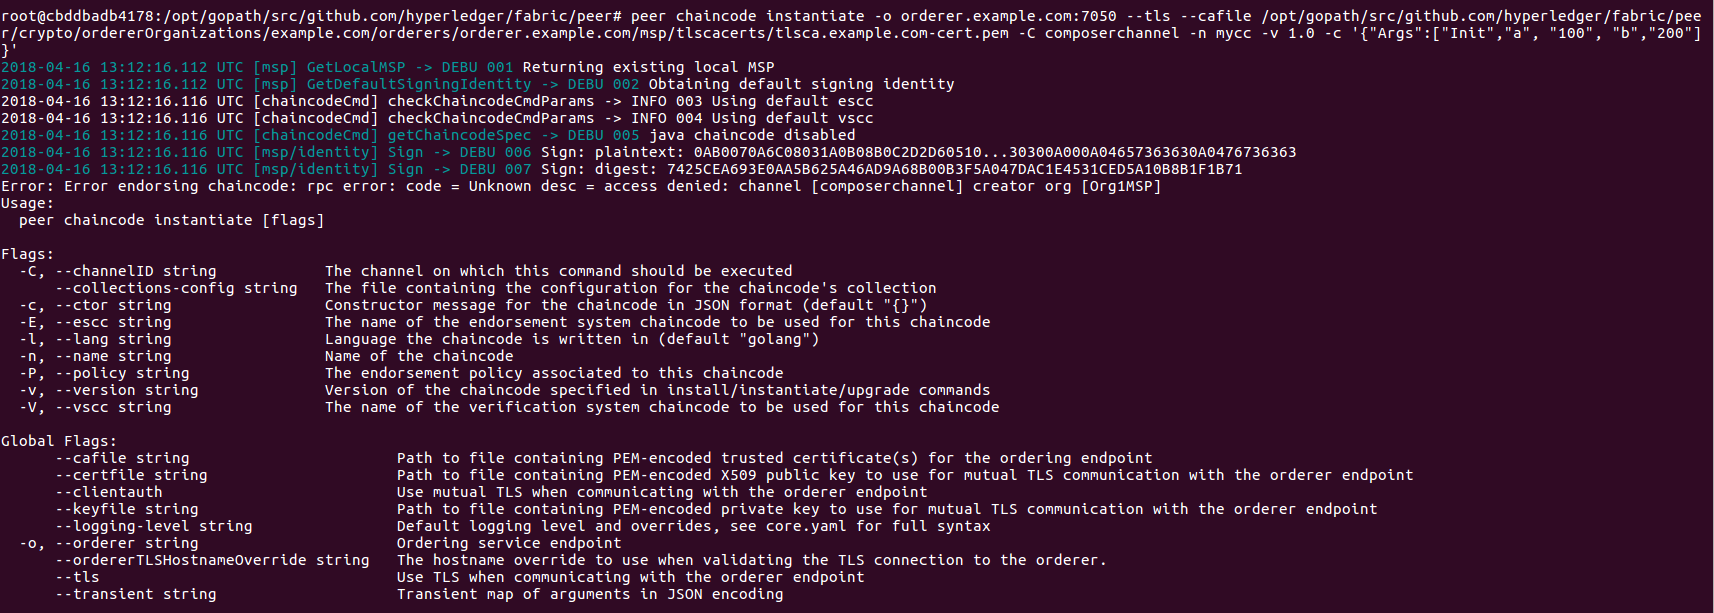 root@cbddbadb4178:/opt/gopath/src/github.com/hyperledger/fabric/peer# peer chaincode instantiate -o orderer.example.com:7050 --tls --cafile /opt/gopath/src/github.com/hyperledger/fabric/pee
r/crypto/ordererOrganizations/example.com/orderers/orderer.example.com/msp/tlscacerts/tlsca.example.com-cert.pem -C composerchannel -n mycc -v 1.0 -c '{"Args":["Init","a", "100", "b","200"]
}'
2018-04-16 13:12:16.112 UTC [msp] GetLocalMSP -> DEBU 001 Returning existing local MSP
2018-04-16 13:12:16.112 UTC [msp] GetDefaultSigningIdentity -> DEBU 002 Obtaining default signing identity
2018-04-16 13:12:16.116 UTC [chaincodeCmd] checkChaincodeCmdParams -> INFO 003 Using default escc
2018-04-16 13:12:16.116 UTC [chaincodeCmd] checkChaincodeCmdParams -> INFO 004 Using default vscc
2018-04-16 13:12:16.116 UTC [chaincodeCmd] getChaincodeSpec -> DEBU 005 java chaincode disabled
2018-04-16 13:12:16.116 UTC [msp/identity] Sign -> DEBU 006 Sign: plaintext: 0AB0070A6C08031A0B08B0C2D2D60510...30300A000A04657363630A0476736363
2018-04-16 13:12:16.116 UTC [msp/identity] Sign -> DEBU 007 Sign: digest: 7425CEA693E0AA5B625A46AD9A68B00B3F5A047DAC1E4531CED5A10B8B1F1B71
Error: Error endorsing chaincode: rpc error: code = Unknown desc = access denied: channel [composerchannel] creator org [Org1MSP]
Usage:
  peer chaincode instantiate [flags]

Flags:
  -C, --channelID string            The channel on which this command should be executed
      --collections-config string   The file containing the configuration for the chaincode's collection
  -c, --ctor string                 Constructor message for the chaincode in JSON format (default "{}")
  -E, --escc string                 The name of the endorsement system chaincode to be used for this chaincode
  -l, --lang string                 Language the chaincode is written in (default "golang")
  -n, --name string                 Name of the chaincode
  -P, --policy string               The endorsement policy associated to this chaincode
  -v, --version string              Version of the chaincode specified in install/instantiate/upgrade commands
  -V, --vscc string                 The name of the verification system chaincode to be used for this chaincode

Global Flags:
      --cafile string                       Path to file containing PEM-encoded trusted certificate(s) for the ordering endpoint
      --certfile string                     Path to file containing PEM-encoded X509 public key to use for mutual TLS communication with the orderer endpoint
      --clientauth                          Use mutual TLS when communicating with the orderer endpoint
      --keyfile string                      Path to file containing PEM-encoded private key to use for mutual TLS communication with the orderer endpoint
      --logging-level string                Default logging level and overrides, see core.yaml for full syntax
  -o, --orderer string                      Ordering service endpoint
      --ordererTLSHostnameOverride string   The hostname override to use when validating the TLS connection to the orderer.
      --tls                                 Use TLS when communicating with the orderer endpoint
      --transient string                    Transient map of arguments in JSON encoding